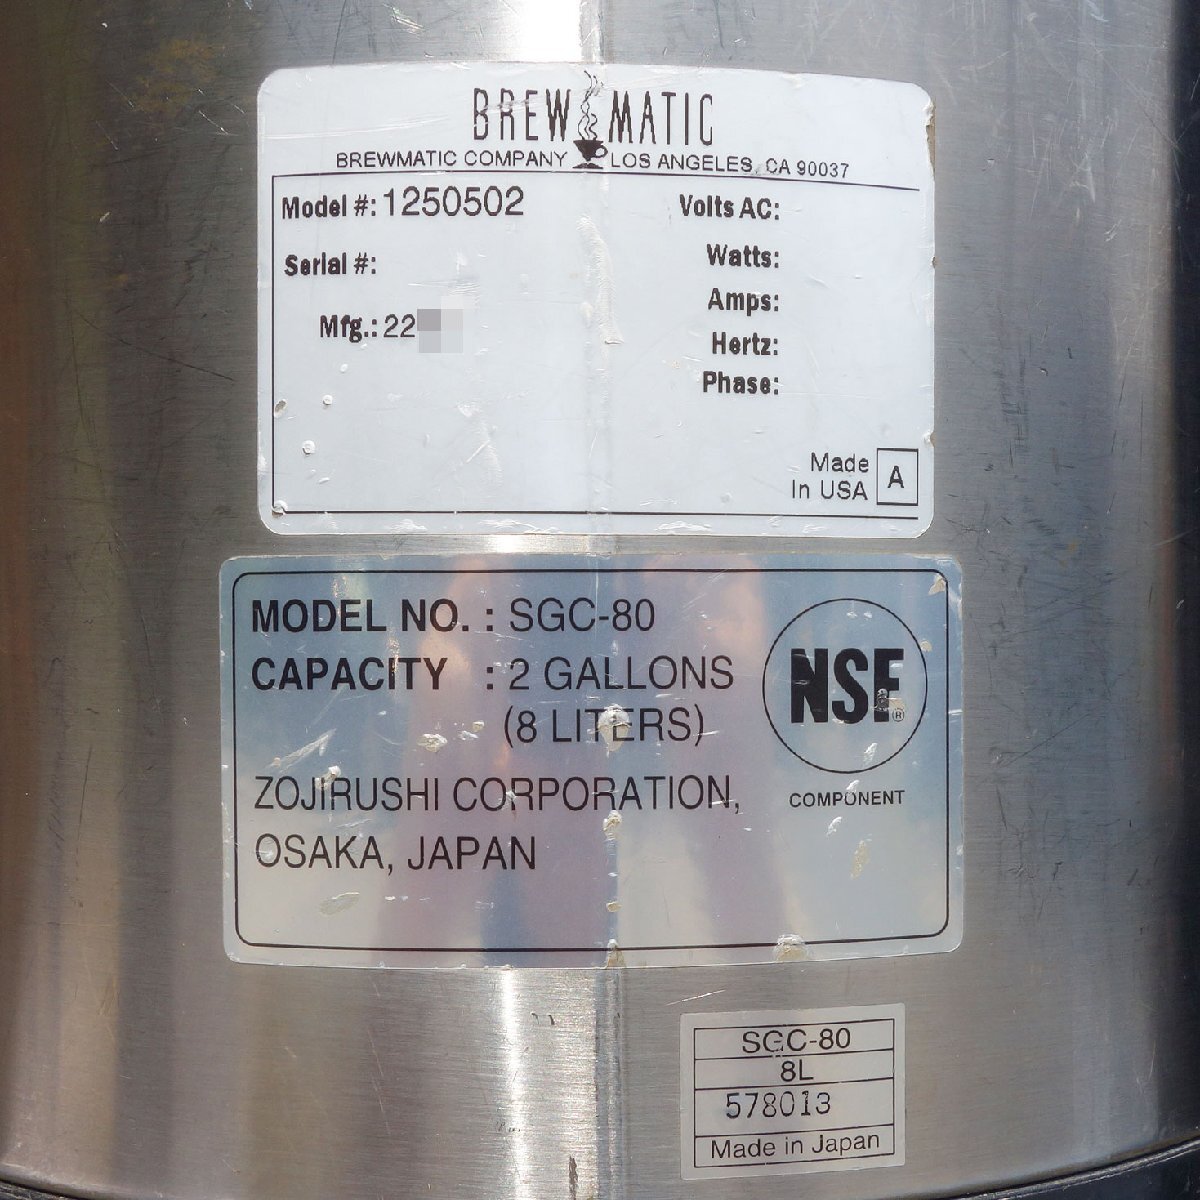 BREW MATIC
BREWMATIC COMPANY LOS ANGELES, CA 90037
Model #: 1250502
Volts AC:
Serial #:
Watts:
Mfg.: 22
Amps:
Hertz:
Phase:
Made
In USA
A
MODEL NO. : SGC-80
CAPACITY : 2 GALLONS
(8 LITERS)
NSF®
COMPONENT
ZOJIRUSHI CORPORATION,
OSAKA, JAPAN
SGC-80
8L
578013
Made in Japan